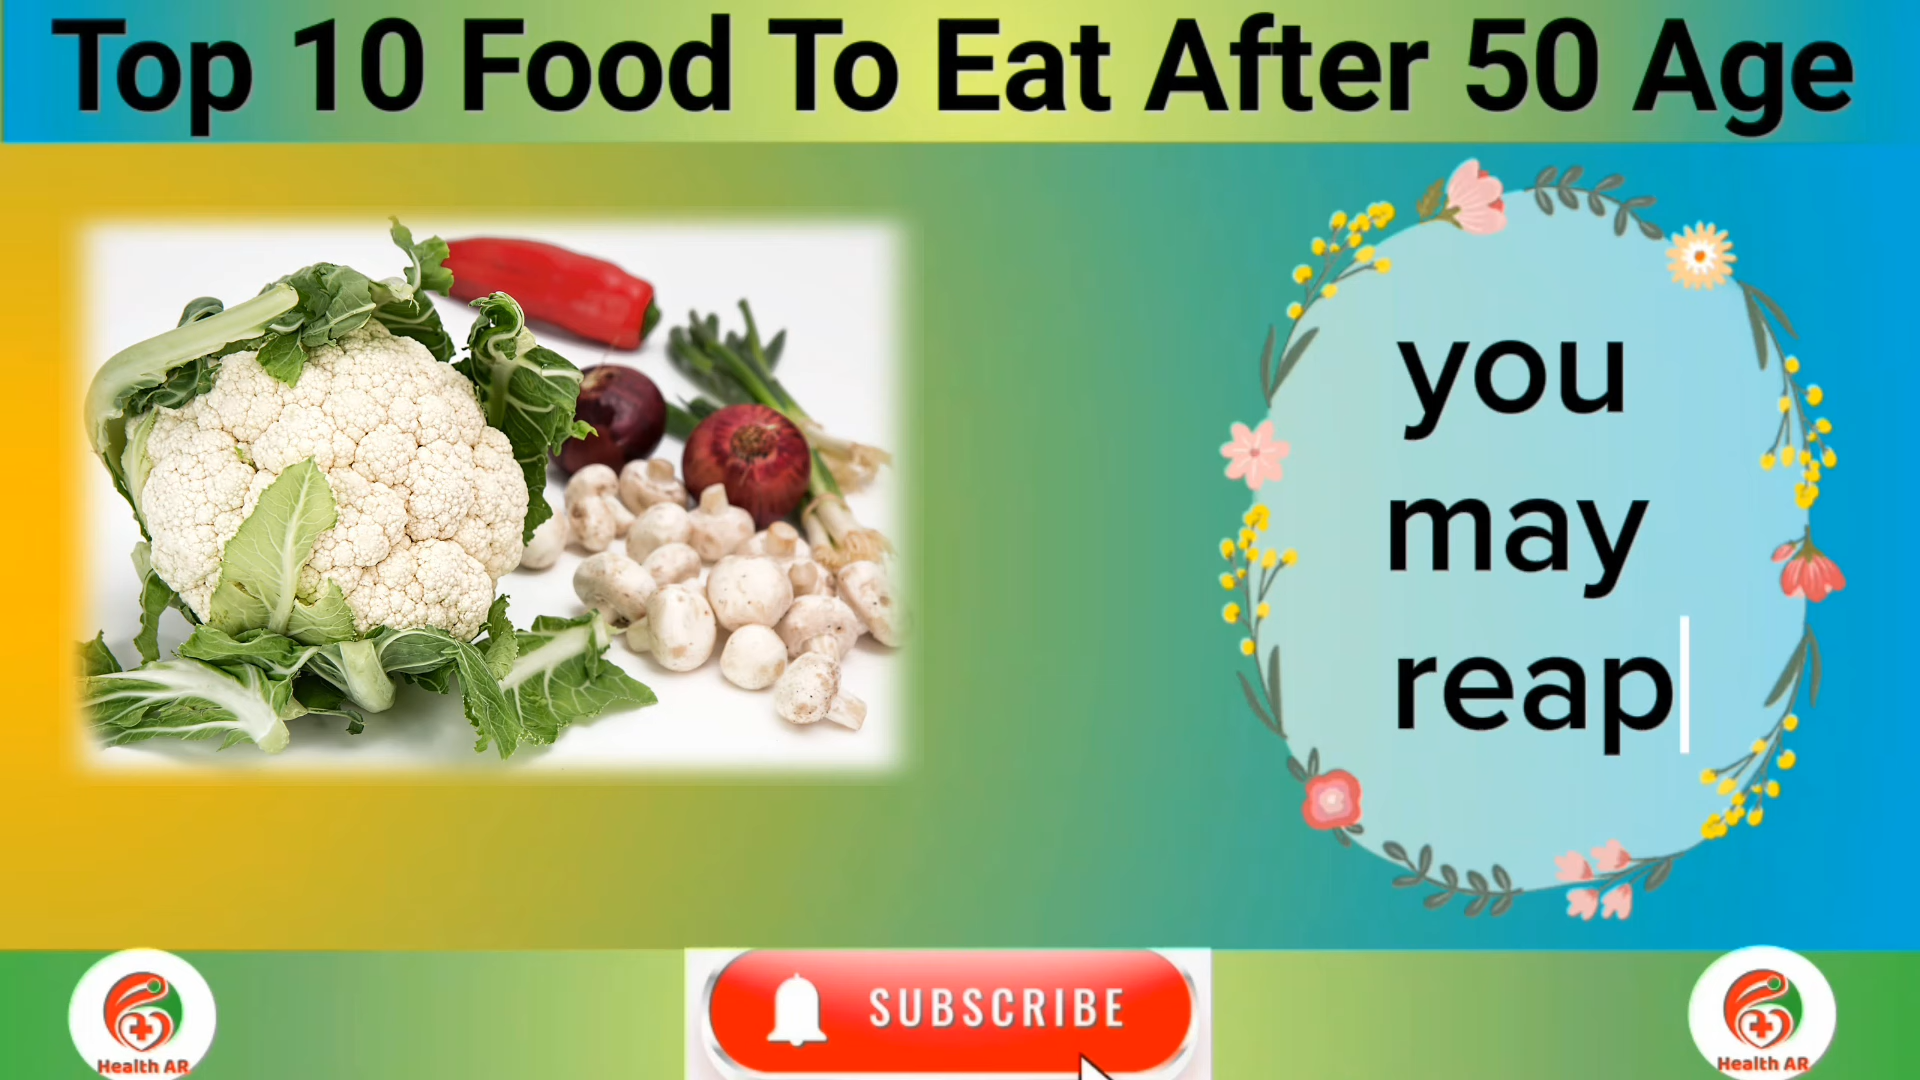 Top 10 Food To Eat After 50 Age
you
may
reap
SUBSCRIBE
Health AR
Health AR